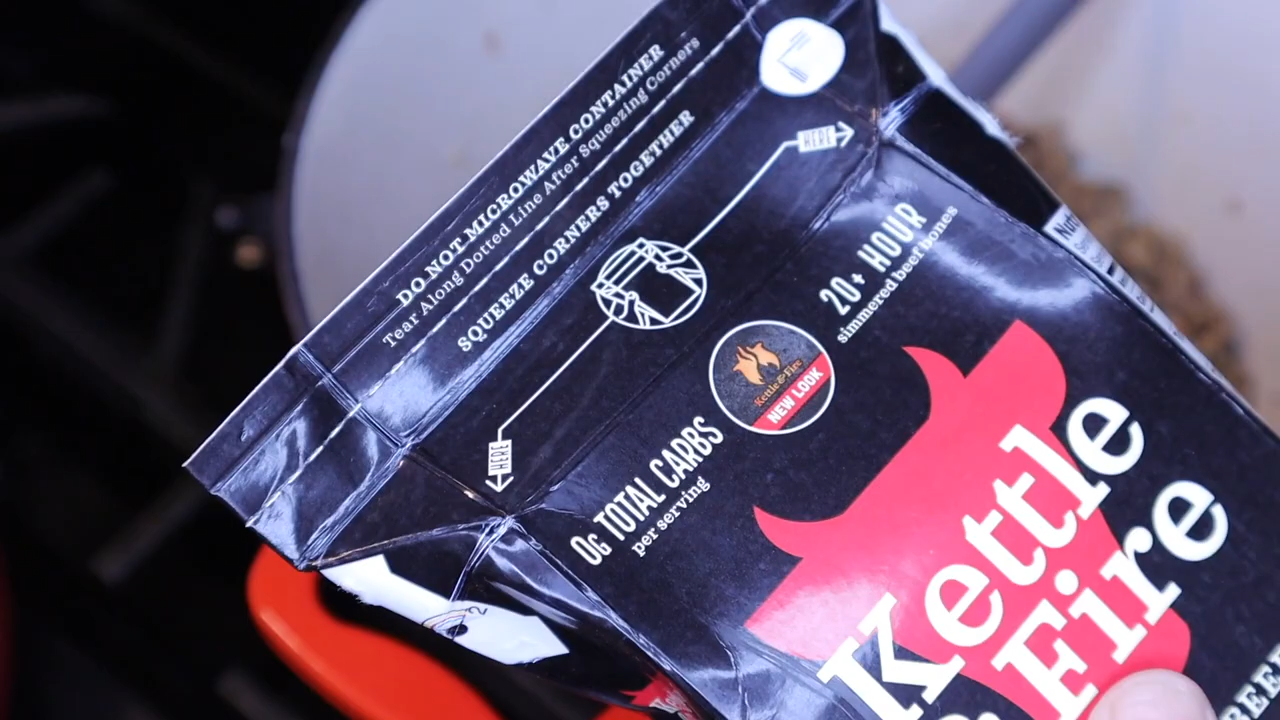 DO NOT MICROWAVE CONTAINER
Tear Along Dotted Line After Squeezing Corners
SQUEEZE CORNERS TOGETHER
HERE
HERE
20+ HOUR
simmered beef bones
Kettle & Fire
NEW LOOK
0g TOTAL CARBS
per serving
Kettle
& Fire